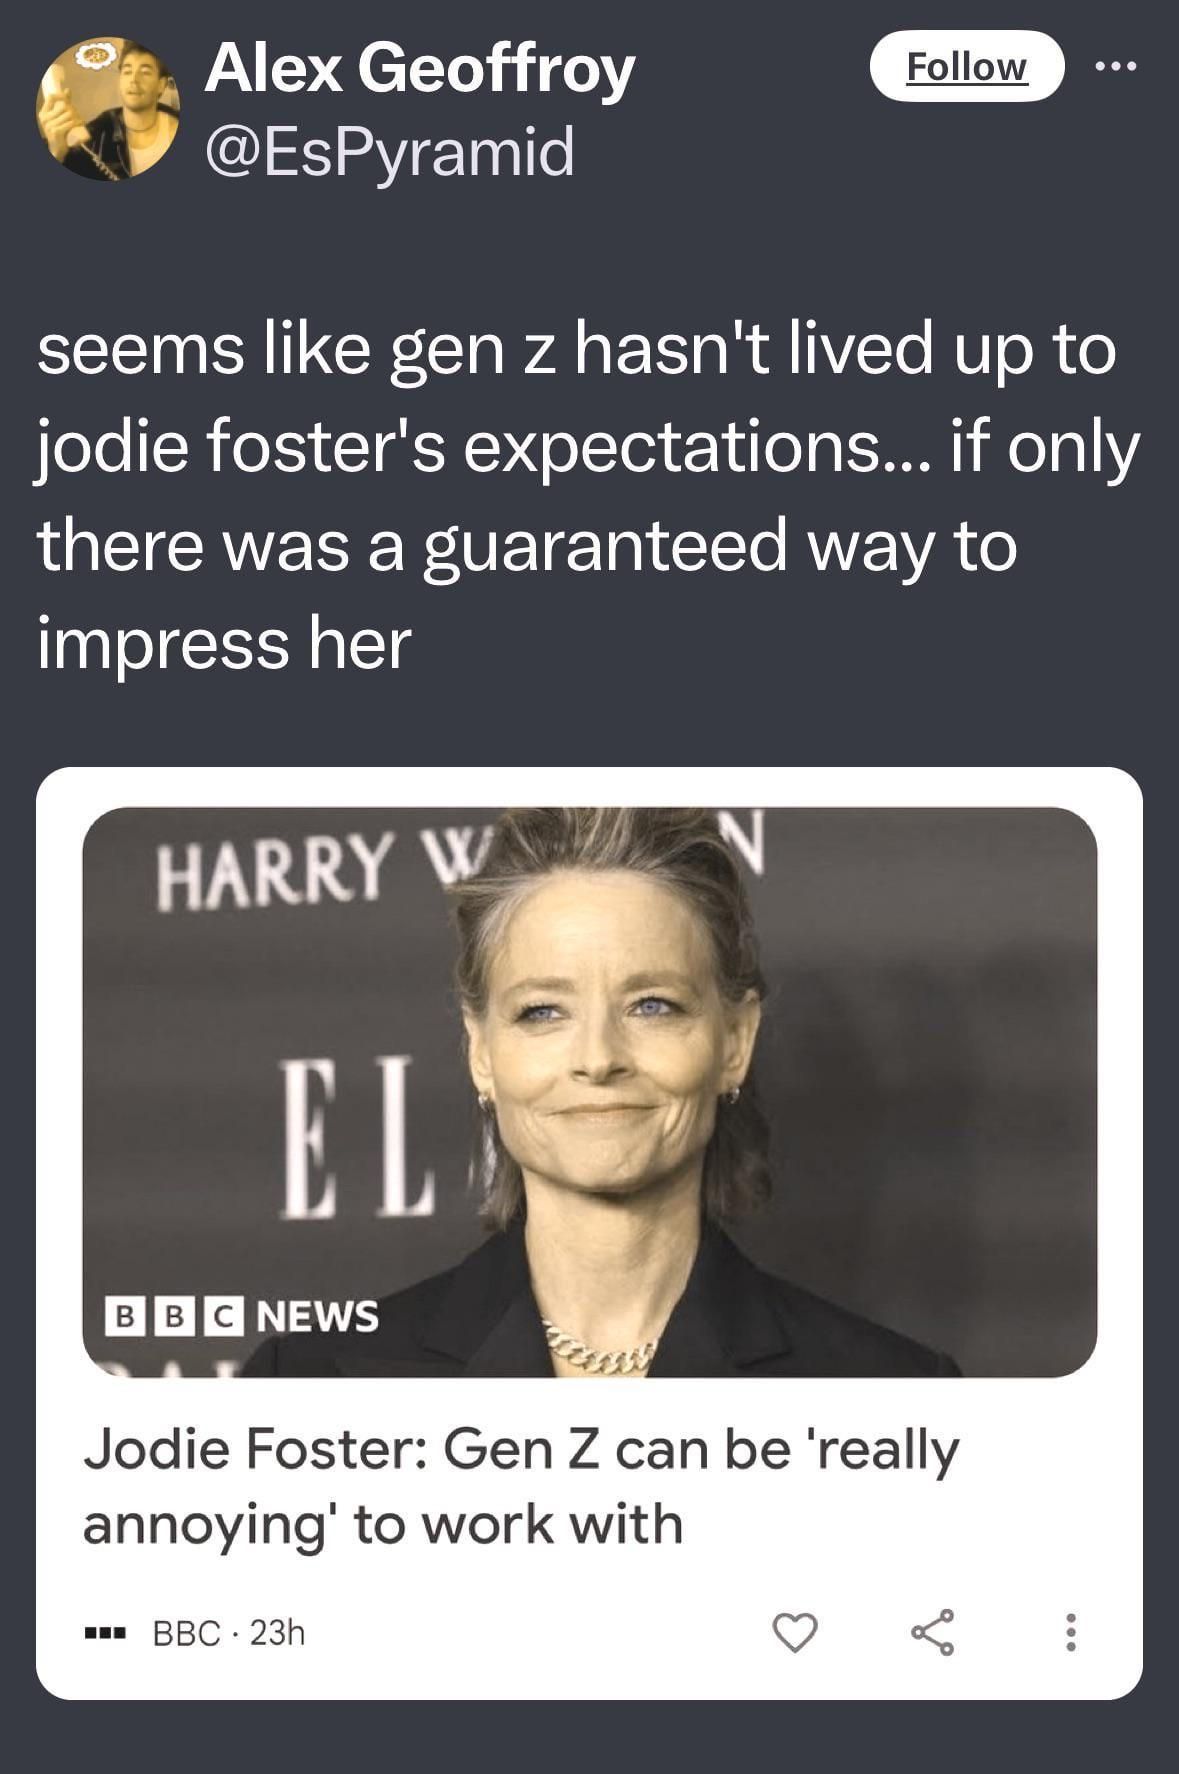 Alex Geoffroy
Follow
@EsPyramid
seems like gen z hasn't lived up to
jodie foster's expectations... if only
there was a guaranteed way to
impress her
HARRY W N
EL
BBC NEWS
Jodie Foster: Gen Z can be 'really
annoying' to work with
BBC · 23h